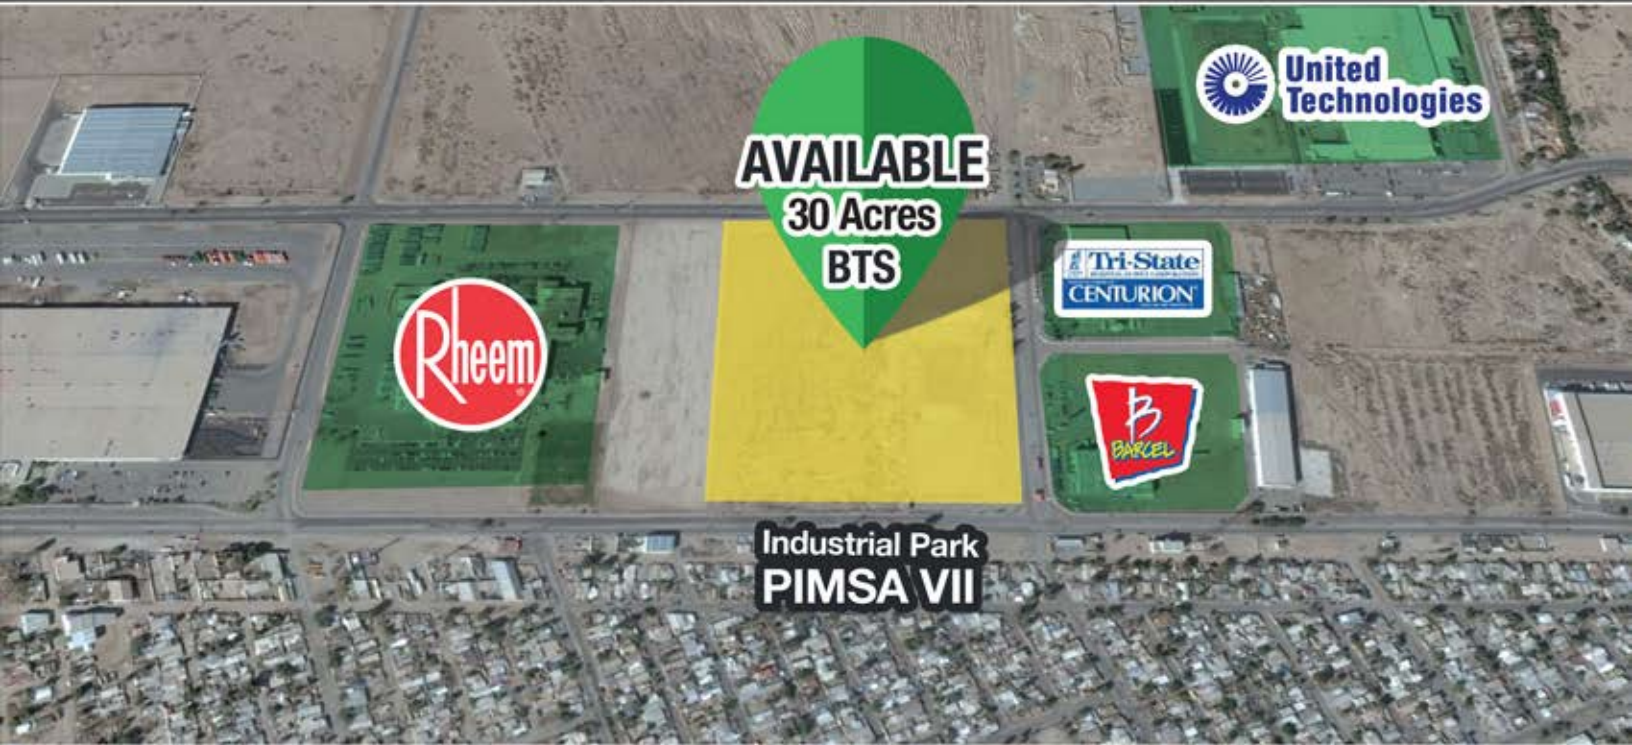 United
Technologies
AVAILABLE
30 Acres
BTS
Tri-State
CENTURION
Rheem
B
BARCEL
Industrial Park
PIMSA VII